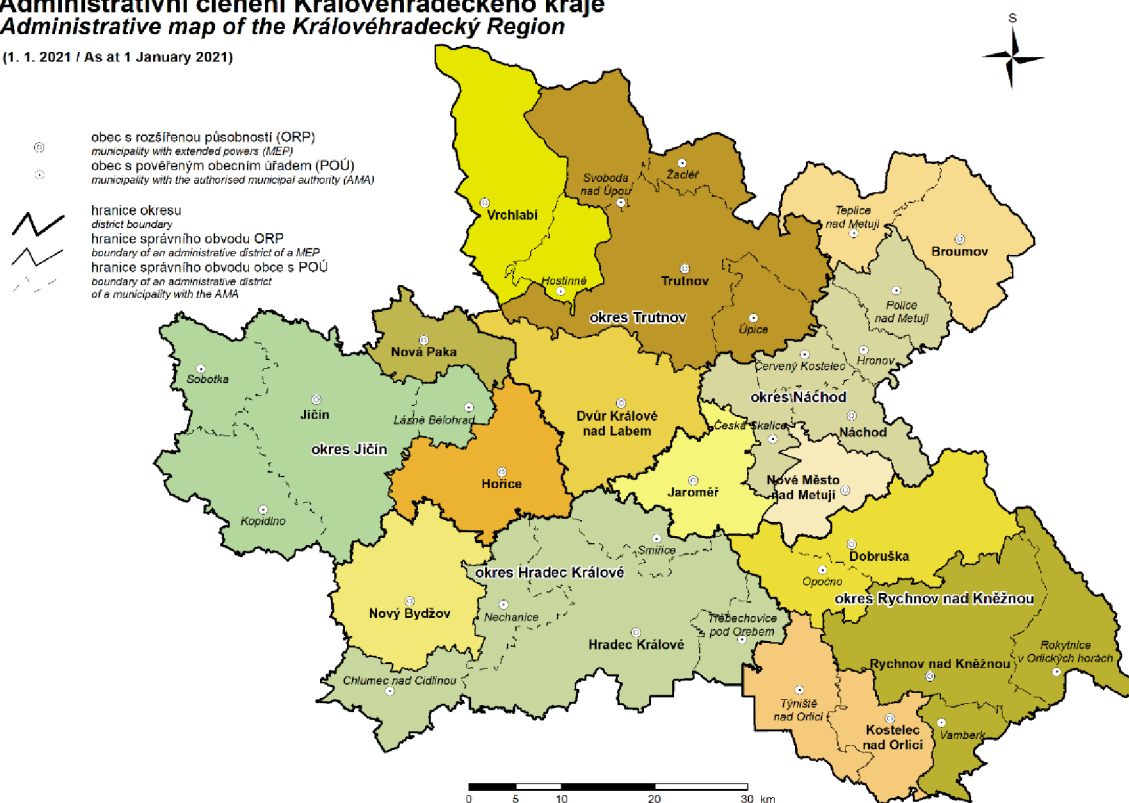 Administrativní členění Královéhradeckého kraje
Administrative map of the Královéhradecký Region
(1. 1. 2021 / As at 1 January 2021)
S
obec s rozšířenou působností (ORP)
municipality with extended powers (MEP)
obec s pověřeným obecním úřadem (POÚ)
municipality with the authorised municipal authority (AMA)
hranice okresu
district boundary
hranice správního obvodu ORP
boundary of an administrative district of a MEP
hranice správního obvodu obce s POÚ
boundary of an administrative district
of a municipality with the AMA
Žacléř
Svoboda
nad Úpou
Vrchlabí
Teplice
nad Metují
Broumov
Hostinné
Trutnov
Police
nad Metují
okres Trutnov
Úpice
Nová Paka
Červený Kostelec
Hronov
Sobotka
okres Náchod
Jičín
Lázně Bělohrad
Dvůr Králové
nad Labem
Česká Skalice
Náchod
okres Jičín
Hořice
Jaroměř
Nové Město
nad Metují
Kopidlno
Smiřice
Dobruška
okres Hradec Králové
Opočno
okres Rychnov nad Kněžnou
Nový Bydžov
Nechanice
Hradec Králové
Třebechovice
pod Orebem
Rokytnice
v Orlických horách
Rychnov nad Kněžnou
Chlumec nad Cidlinou
Týniště
nad Orlicí
Kostelec
nad Orlicí
Vamberk
0 5 10 20 30 km